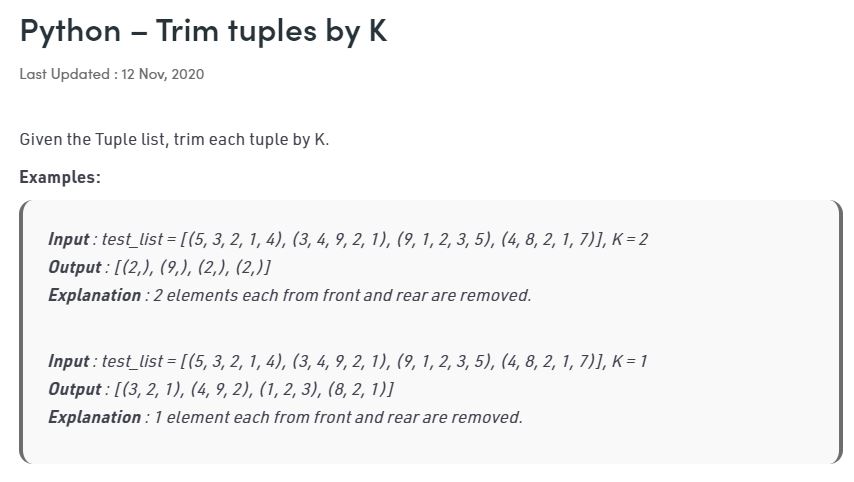 Python – Trim tuples by K
Last Updated : 12 Nov, 2020
Given the Tuple list, trim each tuple by K.
Examples:
Input : test_list = [(5, 3, 2, 1, 4), (3, 4, 9, 2, 1), (9, 1, 2, 3, 5), (4, 8, 2, 1, 7)], K = 2
Output : [(2,), (9,), (2,), (2,)]
Explanation : 2 elements each from front and rear are removed.
Input : test_list = [(5, 3, 2, 1, 4), (3, 4, 9, 2, 1), (9, 1, 2, 3, 5), (4, 8, 2, 1, 7)], K = 1
Output : [(3, 2, 1), (4, 9, 2), (1, 2, 3), (8, 2, 1)]
Explanation : 1 element each from front and rear are removed.